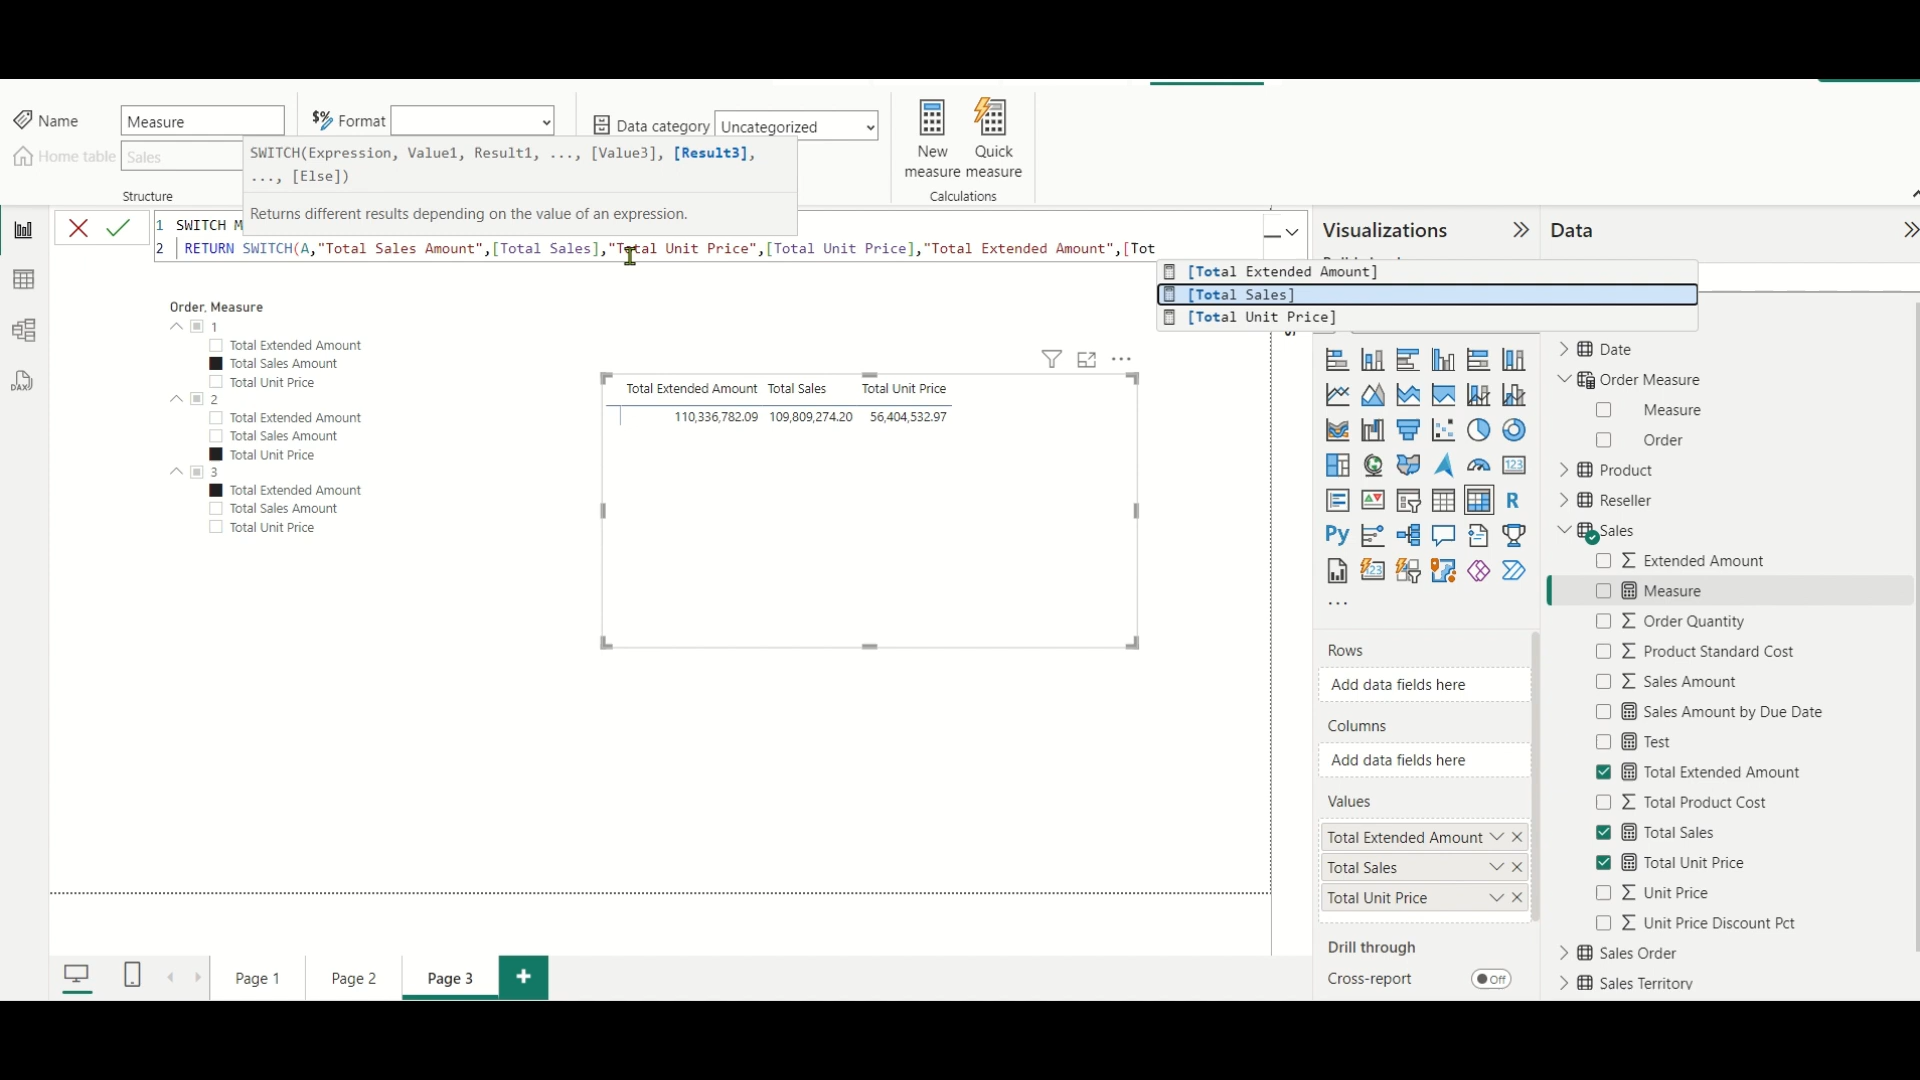 Name
Measure
$% Format
Data category
Uncategorized
New
measure
Quick
measure
Home table
Sales
Structure
Calculations
SWITCH(Expression, Value1, Result1, ..., [Value3], [Result3],
..., [Else])
Returns different results depending on the value of an expression.
1 SWITCH M
2 RETURN SWITCH(A,"Total Sales Amount",[Total Sales],"Total Unit Price",[Total Unit Price],"Total Extended Amount",[Tot
[Total Extended Amount]
[Total Sales]
[Total Unit Price]
Order, Measure
1
Total Extended Amount
Total Sales Amount
Total Unit Price
2
Total Extended Amount
Total Sales Amount
Total Unit Price
3
Total Extended Amount
Total Sales Amount
Total Unit Price
Total Extended Amount Total Sales Total Unit Price
110,336,782.09 109,809,274.20 56,404,532.97
DAX
Page 1
Page 2
Page 3
Visualizations
123
R
Py
123
Rows
Add data fields here
Columns
Add data fields here
Values
Total Extended Amount
Total Sales
Total Unit Price
Drill through
Cross-report
Off
Data
Date
Order Measure
Measure
Order
Product
Reseller
Sales
Extended Amount
Measure
Order Quantity
Product Standard Cost
Sales Amount
Sales Amount by Due Date
Test
Total Extended Amount
Total Product Cost
Total Sales
Total Unit Price
Unit Price
Unit Price Discount Pct
Sales Order
Sales Territory